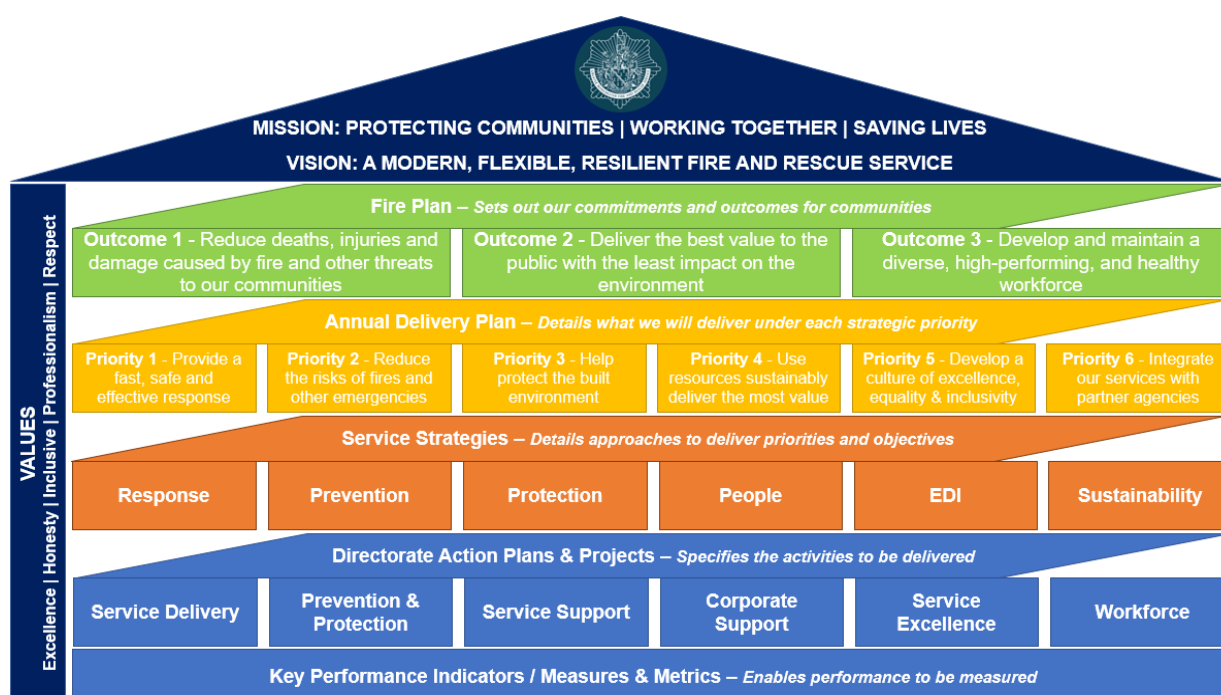 MISSION: PROTECTING COMMUNITIES | WORKING TOGETHER | SAVING LIVES
VISION: A MODERN, FLEXIBLE, RESILIENT FIRE AND RESCUE SERVICE
VALUES
Excellence | Honesty | Inclusive | Professionalism | Respect
Fire Plan – Sets out our commitments and outcomes for communities
Outcome 1 - Reduce deaths, injuries and
damage caused by fire and other threats
to our communities
Outcome 2 - Deliver the best value to the
public with the least impact on the
environment
Outcome 3 - Develop and maintain a
diverse, high-performing, and healthy
workforce
Annual Delivery Plan – Details what we will deliver under each strategic priority
Priority 1 - Provide a
fast, safe and
effective response
Priority 2 - Reduce
the risks of fires and
other emergencies
Priority 3 - Help
protect the built
environment
Priority 4 - Use
resources sustainably
deliver the most value
Priority 5 - Develop a
culture of excellence,
equality & inclusivity
Priority 6 - Integrate
our services with
partner agencies
Service Strategies – Details approaches to deliver priorities and objectives
Response
Prevention
Protection
People
EDI
Sustainability
Directorate Action Plans & Projects – Specifies the activities to be delivered
Service Delivery
Prevention &
Protection
Service Support
Corporate
Support
Service
Excellence
Workforce
Key Performance Indicators / Measures & Metrics – Enables performance to be measured